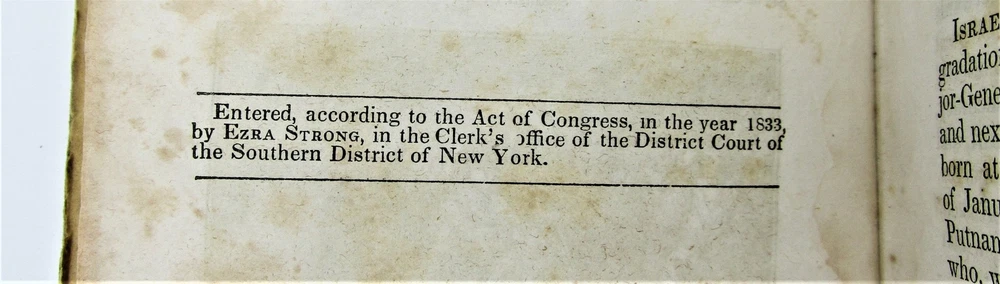 Entered, according to the Act of Congress, in the year 1833,
by EZRA STRONG, in the Clerk's office of the District Court of
the Southern District of New York.
ISRAE
gradatio
jor-Gene
and nex
born at
of Janu
Putnan
who, w